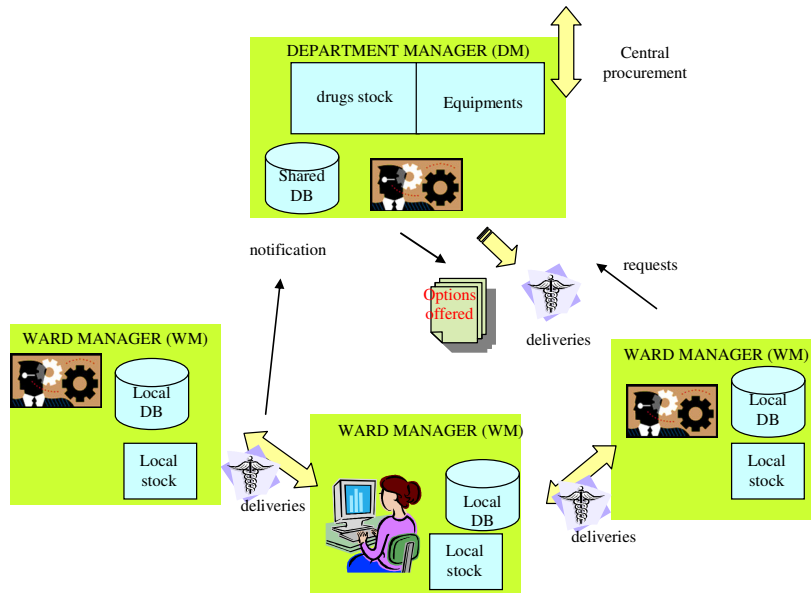 DEPARTMENT MANAGER (DM)
Central
procurement
drugs stock
Equipments
Shared
DB
notification
requests
Options
offered
deliveries
WARD MANAGER (WM)
Local
DB
Local
stock
deliveries
WARD MANAGER (WM)
Local
DB
Local
stock
deliveries
WARD MANAGER (WM)
Local
DB
Local
stock